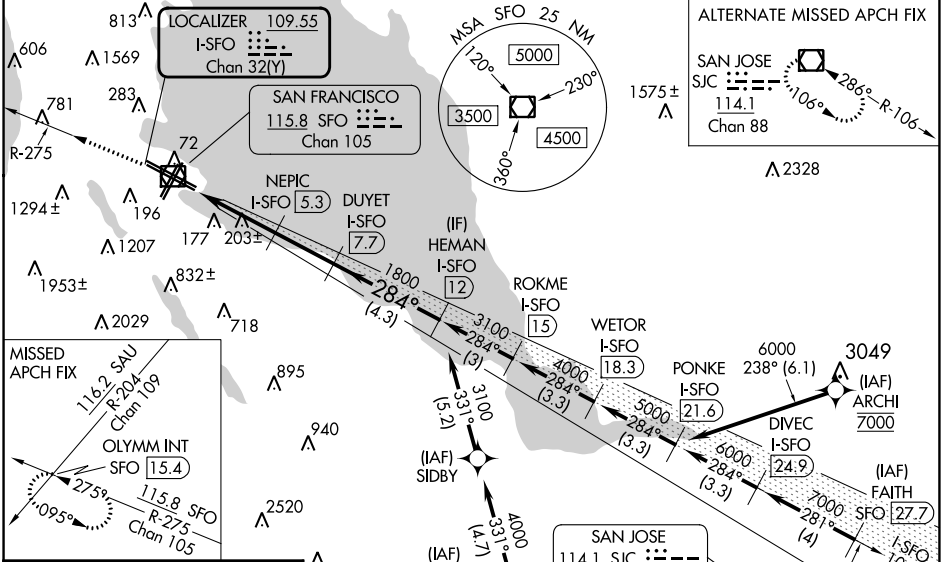 813
LOCALIZER 109.55
I-SFO
Chan 32(Y)
606
1569
283
781
R-275
SAN FRANCISCO
115.8 SFO
Chan 105
72
MSA SFO 25 NM
120°
5000
230°
3500
4500
360°
1575 ±
ALTERNATE MISSED APCH FIX
SAN JOSE
SJC
114.1
Chan 88
286°
R-106
106°
2328
1294 ±
196
177
203±
1207
1953±
832±
2029
718
895
940
2520
NEPIC
I-SFO 5.3
DUYET
I-SFO
7.7
(IF)
HEMAN
I-SFO
12
ROKME
I-SFO
15
WETOR
I-SFO
18.3
PONKE
I-SFO
21.6
6000
238° (6.1)
3049
(IAF)
ARCHI
7000
DIVEC
I-SFO
24.9
(IAF)
FAITH
SFO 27.7
I-SFO
1800
284°
(4.3)
3100
284°
(3)
4000
284°
(3.3)
5000
284°
(3.3)
6000
284°
(3.3)
7000
281°
(4)
3100
331°
(5.2)
(IAF)
SIDBY
4000
331°
(4.7)
(IAF)
SAN JOSE
114.1 SJC
MISSED
APCH FIX
116.2 SAU
R-204
Chan 109
OLYMM INT
SFO 15.4
275°
095°
115.8 SFO
R-275
Chan 105